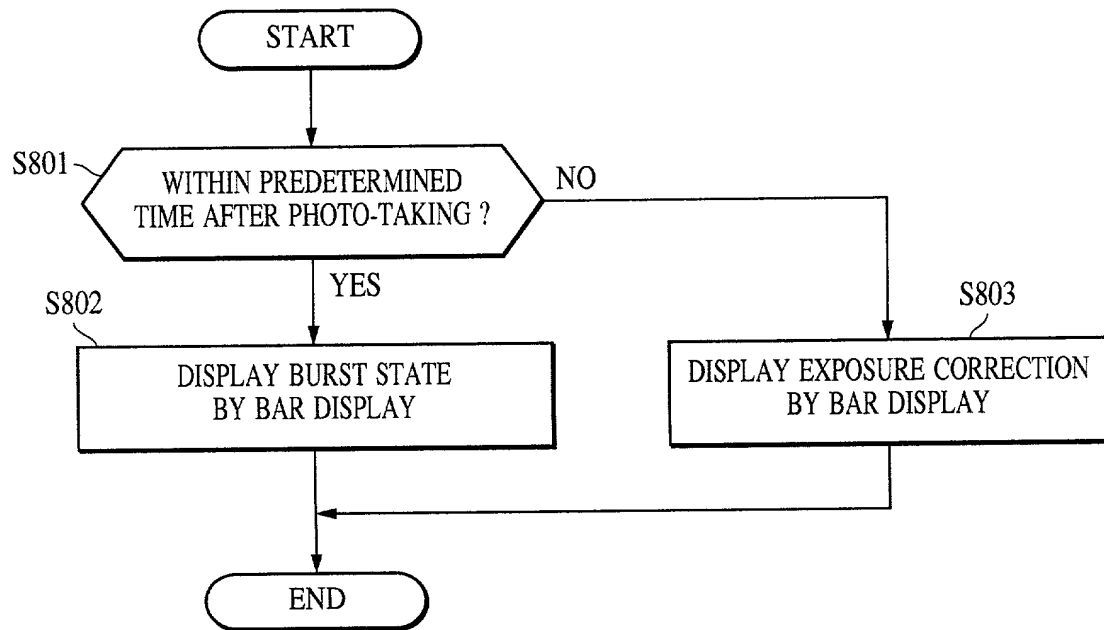 START
S801
WITHIN PREDETERMINED
TIME AFTER PHOTO-TAKING ?
NO
YES
S802
DISPLAY BURST STATE
BY BAR DISPLAY
S803
DISPLAY EXPOSURE CORRECTION
BY BAR DISPLAY
END